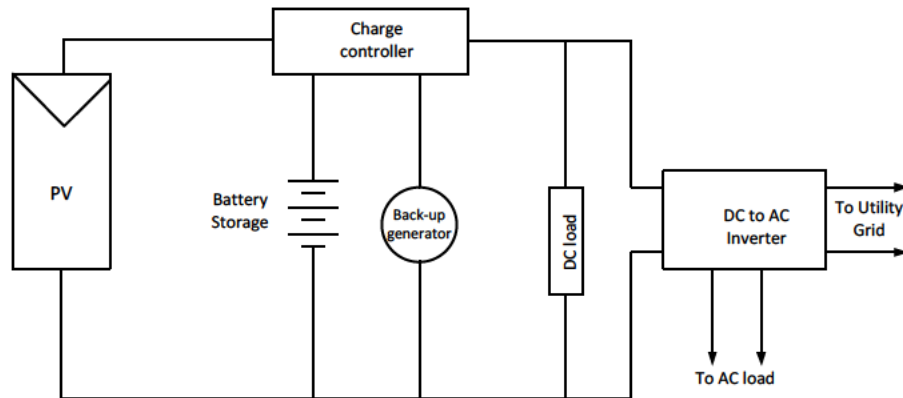 Charge
controller
PV
Battery
Storage
Back-up
generator
DC load
DC to AC
Inverter
To Utility
Grid
To AC load